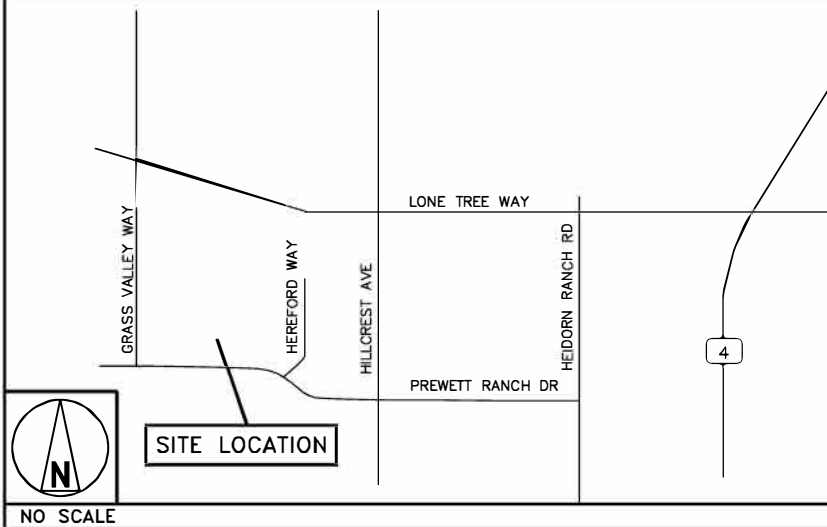 LONE TREE WAY
GRASS VALLEY WAY
HEREFORD WAY
HILLCREST AVE
HEIDORN RANCH RD
4
PREWETT RANCH DR
SITE LOCATION
N
NO SCALE